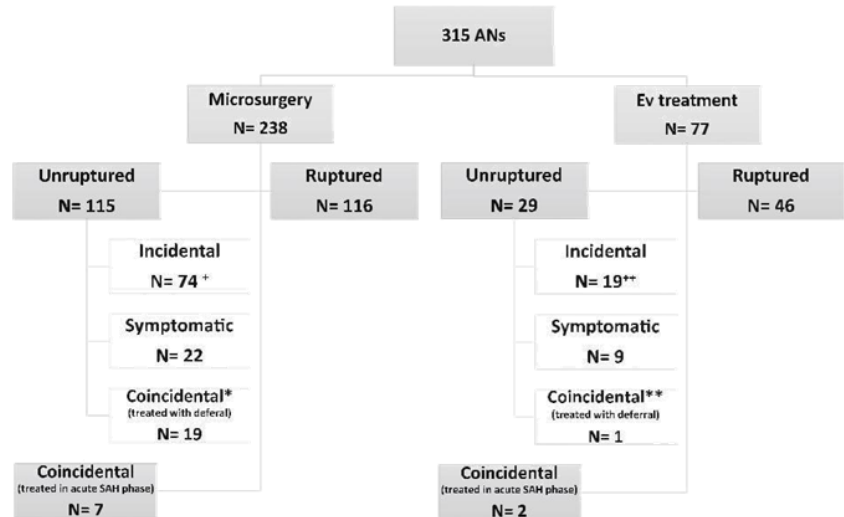 315 ANs
Microsurgery
N= 238
Ev treatment
N= 77
Unruptured
N= 115
Ruptured
N= 116
Unruptured
N= 29
Ruptured
N= 46
Incidental
N= 74 +
Symptomatic
N= 22
Coincidental*
(treated with deferal)
N= 19
Incidental
N= 19++
Symptomatic
N= 9
Coincidental**
(treated with deferral)
N= 1
Coincidental
(treated in acute SAH phase)
N= 7
Coincidental
(treated in acute SAH phase)
N= 2